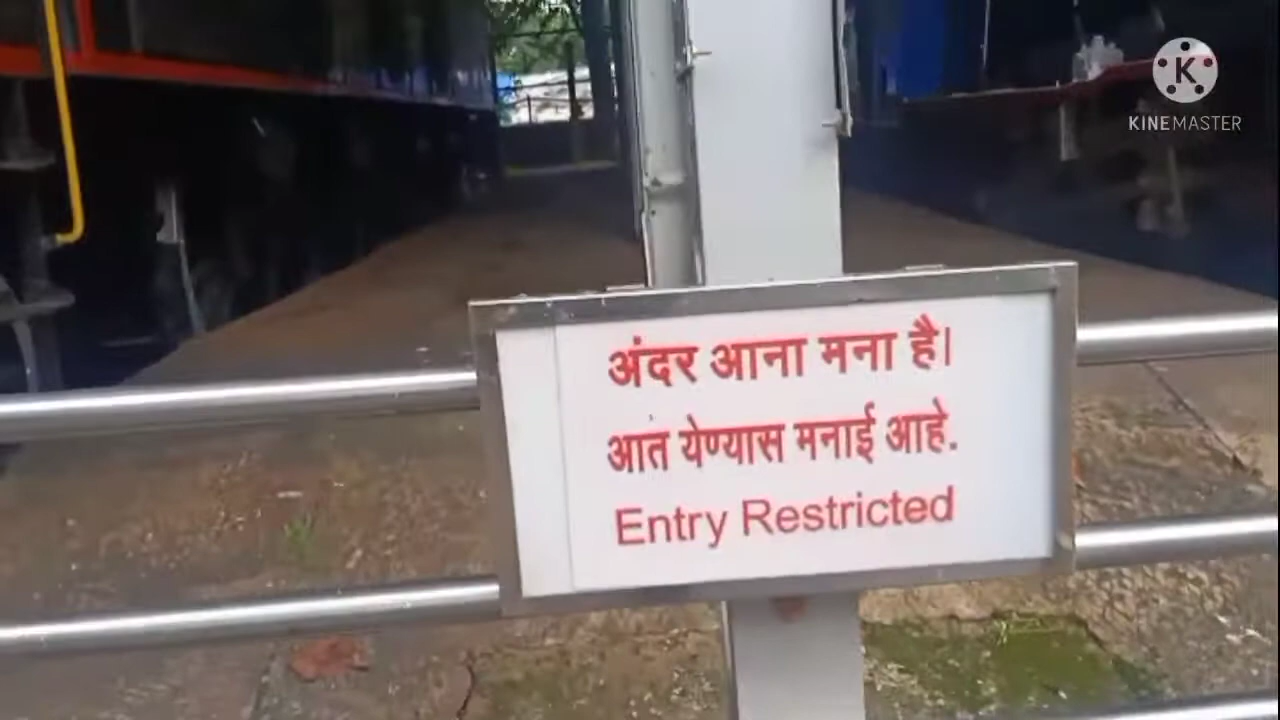 KINEMASTER
अंदर आना मना है।
आत येण्यास मनाई आहे.
Entry Restricted